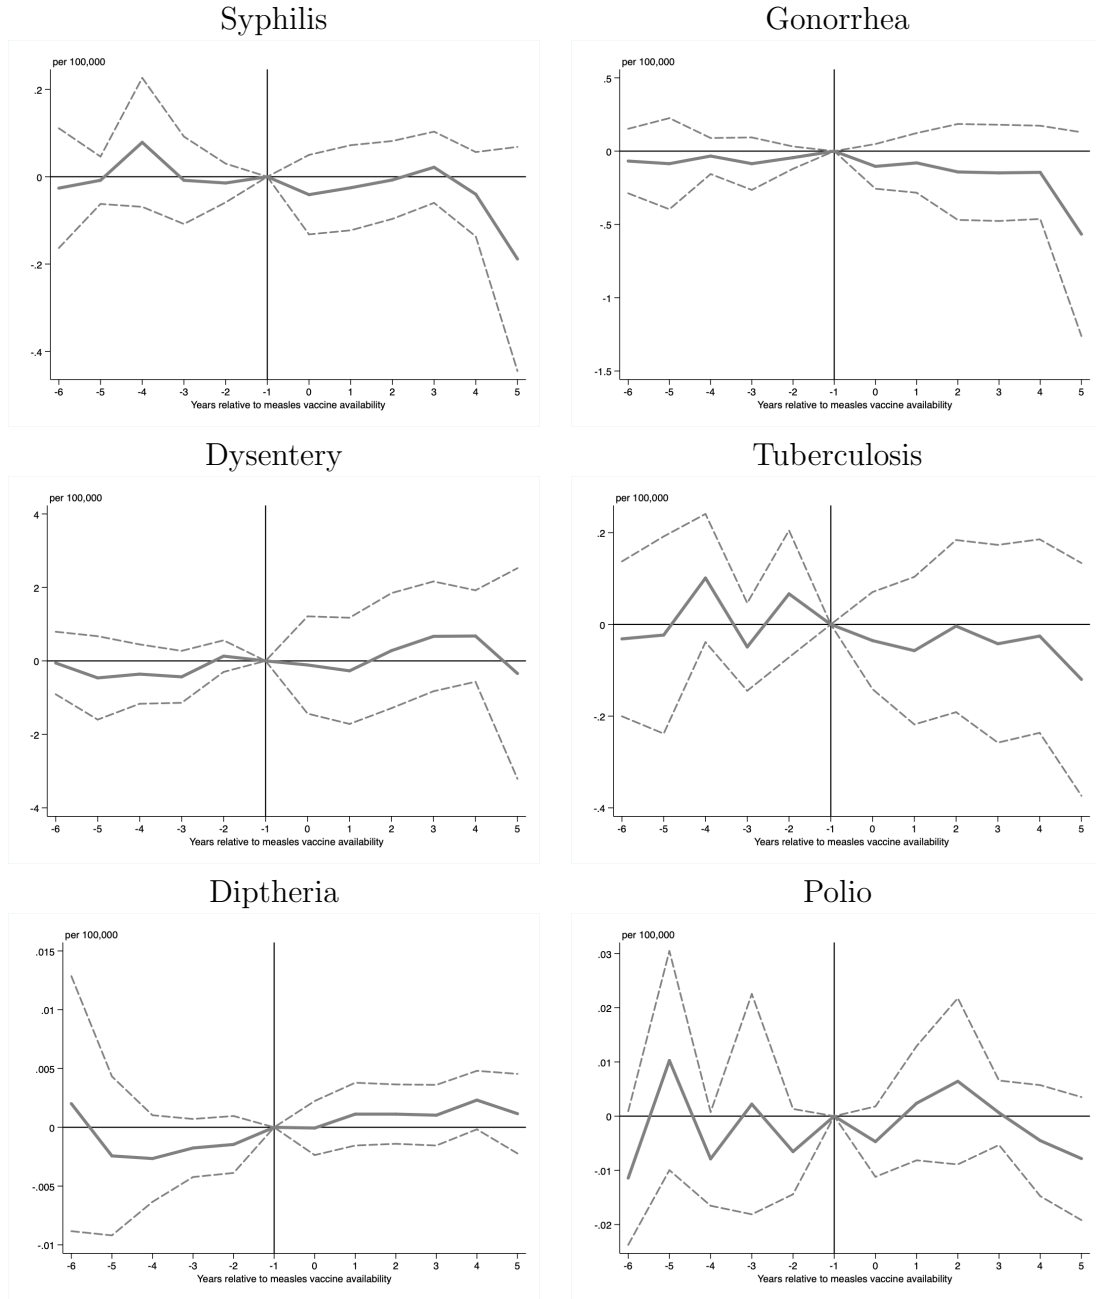 Syphilis
per 100,000
.2
0
-.2
-.4
-6 -5 -4 -3 -2 -1 0 1 2 3 4 5
Years relative to measles vaccine availability
Gonorrhea
per 100,000
.5
0
-.5
-1
-1.5
-6 -5 -4 -3 -2 -1 0 1 2 3 4 5
Years relative to measles vaccine availability
Dysentery
per 100,000
4
2
0
-2
-4
-6 -5 -4 -3 -2 -1 0 1 2 3 4 5
Years relative to measles vaccine availability
Tuberculosis
per 100,000
.2
0
-.2
-.4
-6 -5 -4 -3 -2 -1 0 1 2 3 4 5
Years relative to measles vaccine availability
Diptheria
per 100,000
.015
.01
.005
0
-.005
-.01
-6 -5 -4 -3 -2 -1 0 1 2 3 4 5
Years relative to measles vaccine availability
Polio
per 100,000
.03
.02
.01
0
-.01
-.02
-6 -5 -4 -3 -2 -1 0 1 2 3 4 5
Years relative to measles vaccine availability